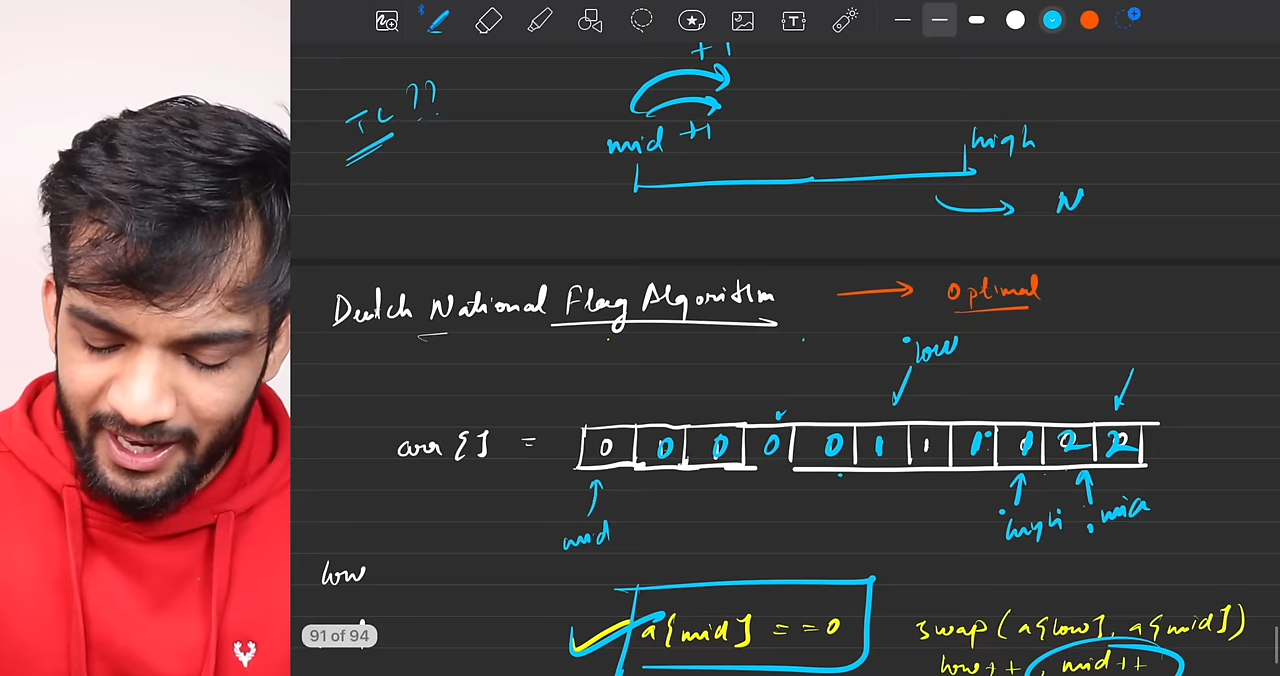 +1
TC ??
mid +1
high
N
Deutch National Flag Algorithm → optimal
low
arr [] = 0 0 0 0 0 1 1 1 1 2 2
mid
high mid
low
91 of 94
a[mid] == 0
swap(a[low], a[mid])
low++, mid++